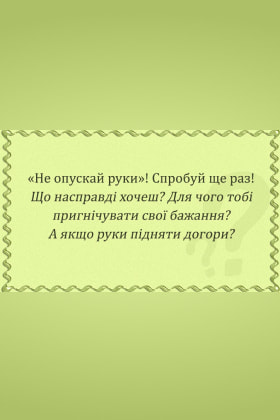 «Не опускай руки»! Спробуй ще раз!
Що насправді хочеш? Для чого тобі
пригнічувати свої бажання?
А якщо руки підняти догори?